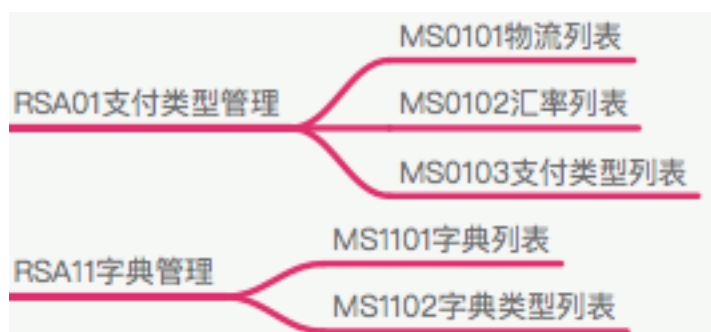 MS0101物流列表
RSA01支付类型管理
MS0102汇率列表
MS0103支付类型列表
MS1101字典列表
RSA11字典管理
MS1102字典类型列表